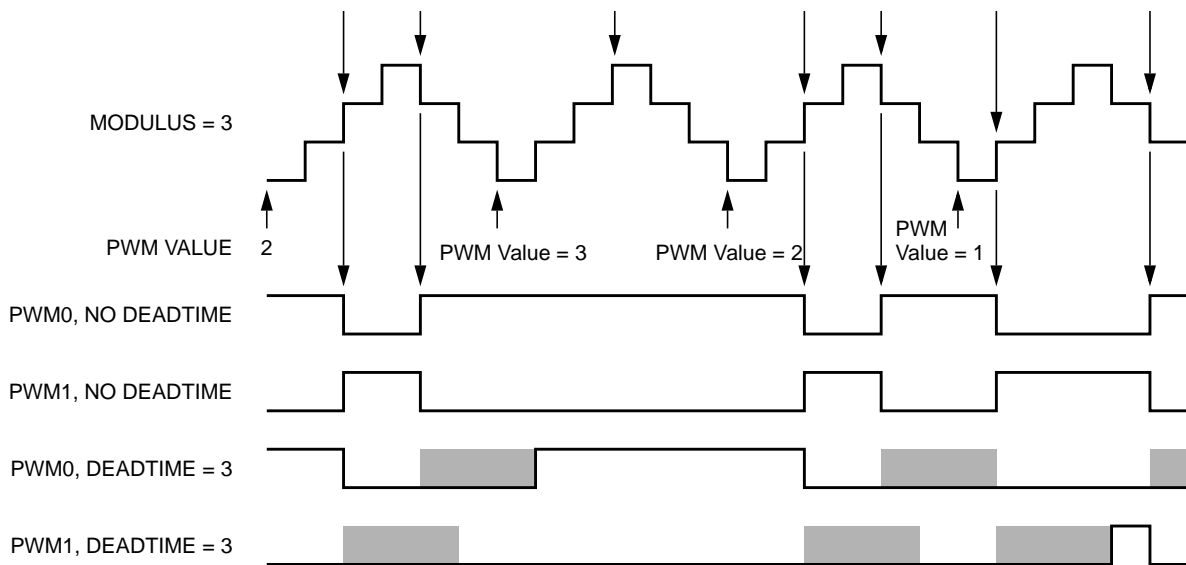 MODULUS = 3
PWM VALUE
2
PWM Value = 3
PWM Value = 2
PWM
Value = 1
PWM0, NO DEADTIME
PWM1, NO DEADTIME
PWM0, DEADTIME = 3
PWM1, DEADTIME = 3